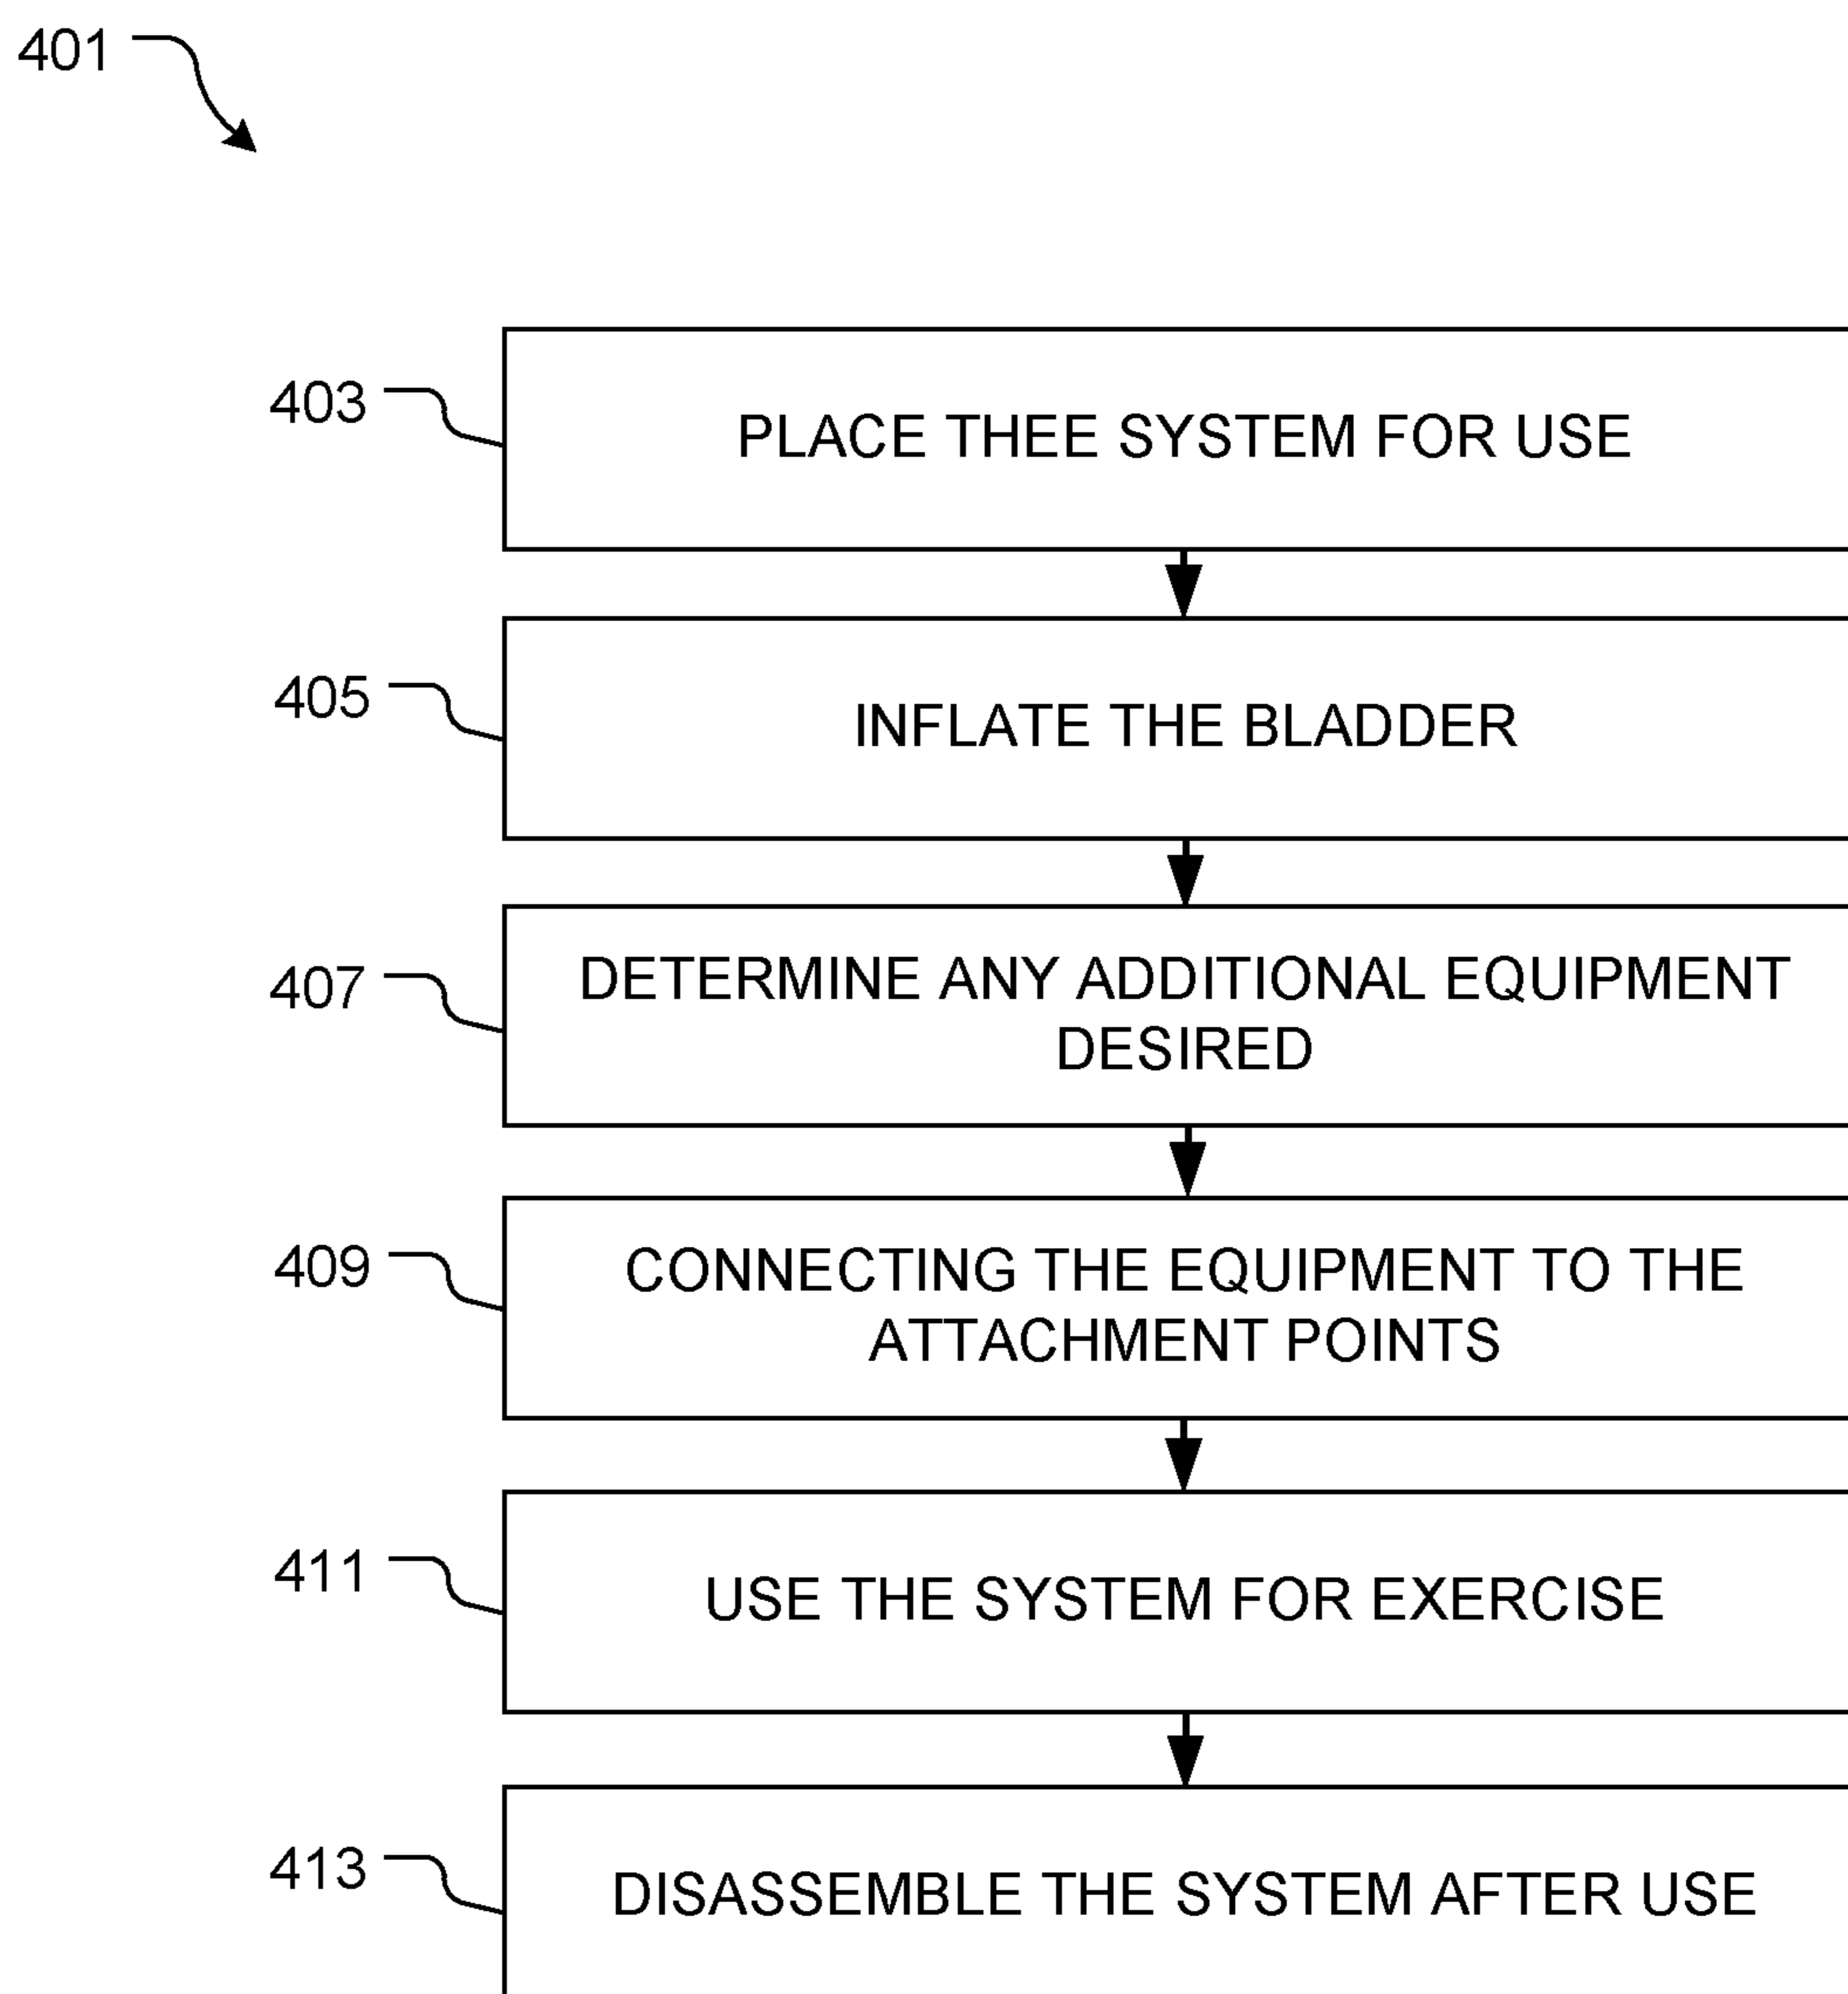 401
403
PLACE THEE SYSTEM FOR USE
405
INFLATE THE BLADDER
407
DETERMINE ANY ADDITIONAL EQUIPMENT
DESIRED
409
CONNECTING THE EQUIPMENT TO THE
ATTACHMENT POINTS
411
USE THE SYSTEM FOR EXERCISE
413
DISASSEMBLE THE SYSTEM AFTER USE